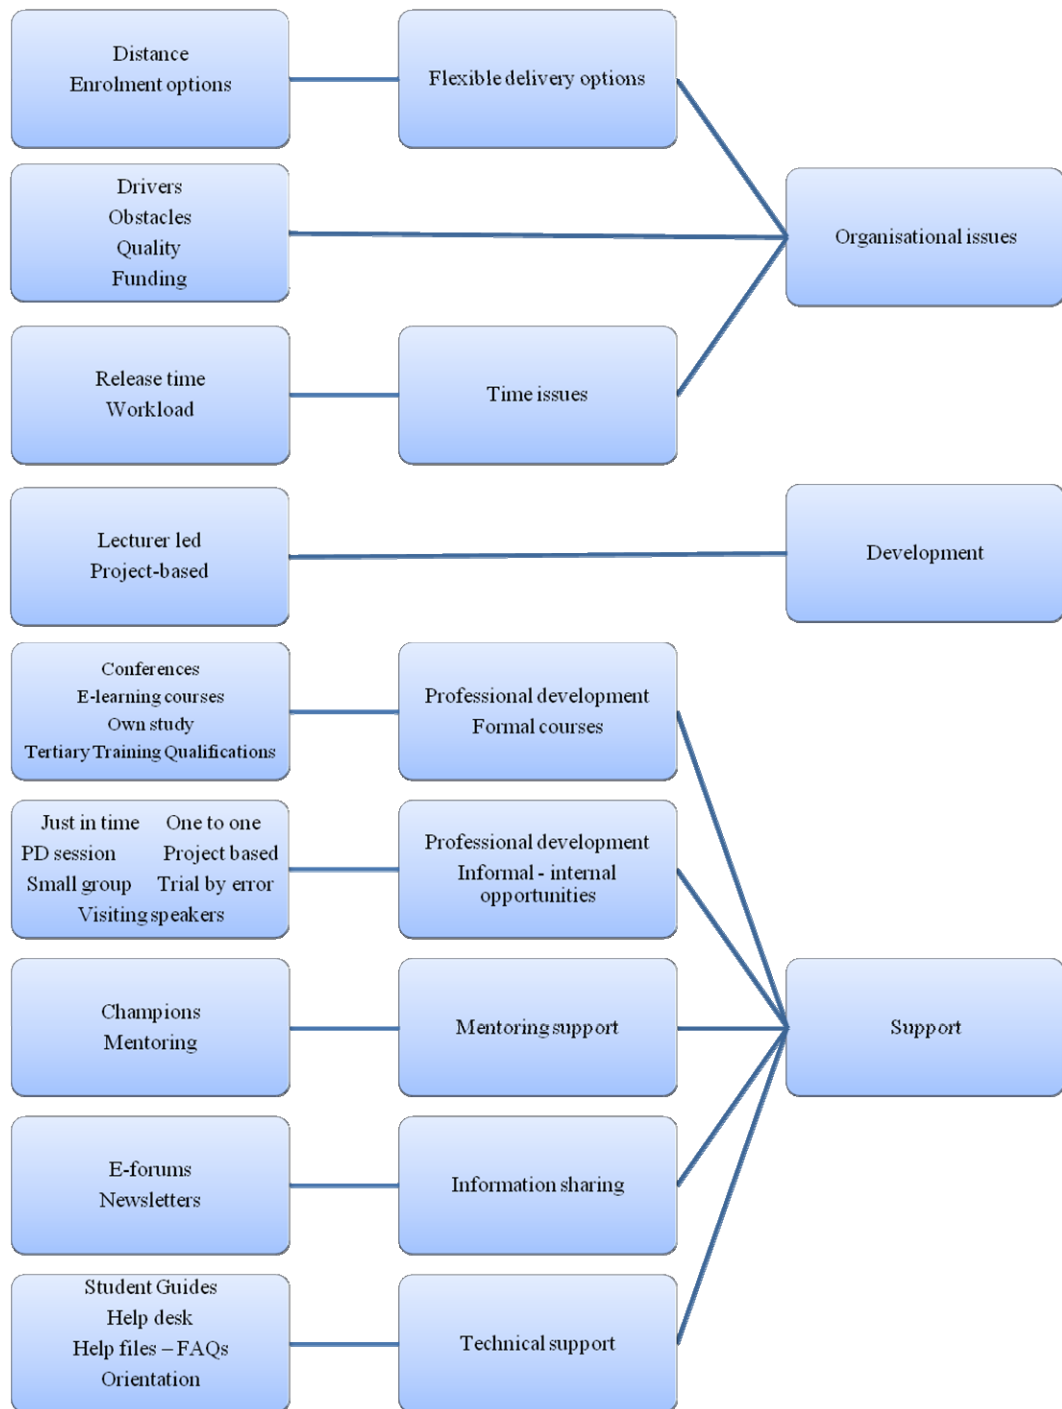 Distance
Enrolment options
Flexible delivery options
Drivers
Obstacles
Quality
Funding
Organisational issues
Release time
Workload
Time issues
Lecturer led
Project-based
Development
Conferences
E-learning courses
Own study
Tertiary Training Qualifications
Professional development
Formal courses
Just in time One to one
PD session Project based
Small group Trial by error
Visiting speakers
Professional development
Informal - internal
opportunities
Champions
Mentoring
Mentoring support
Support
E-forums
Newsletters
Information sharing
Student Guides
Help desk
Help files – FAQs
Orientation
Technical support